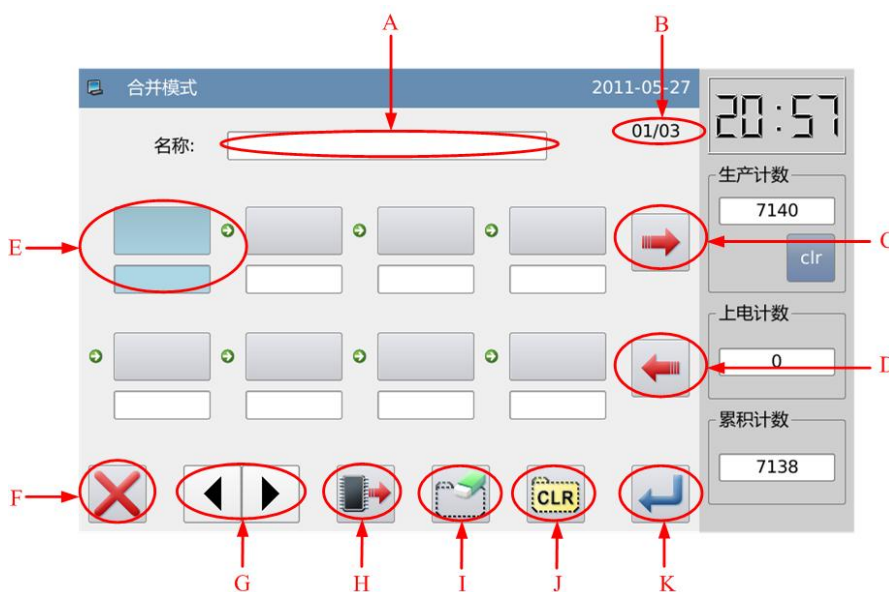 A
B
合并模式
2011-05-27
20:57
名称:
01/03
生产计数
7140
clr
E
C
上电计数
0
D
累积计数
7138
F
CLR
G
H
I
J
K